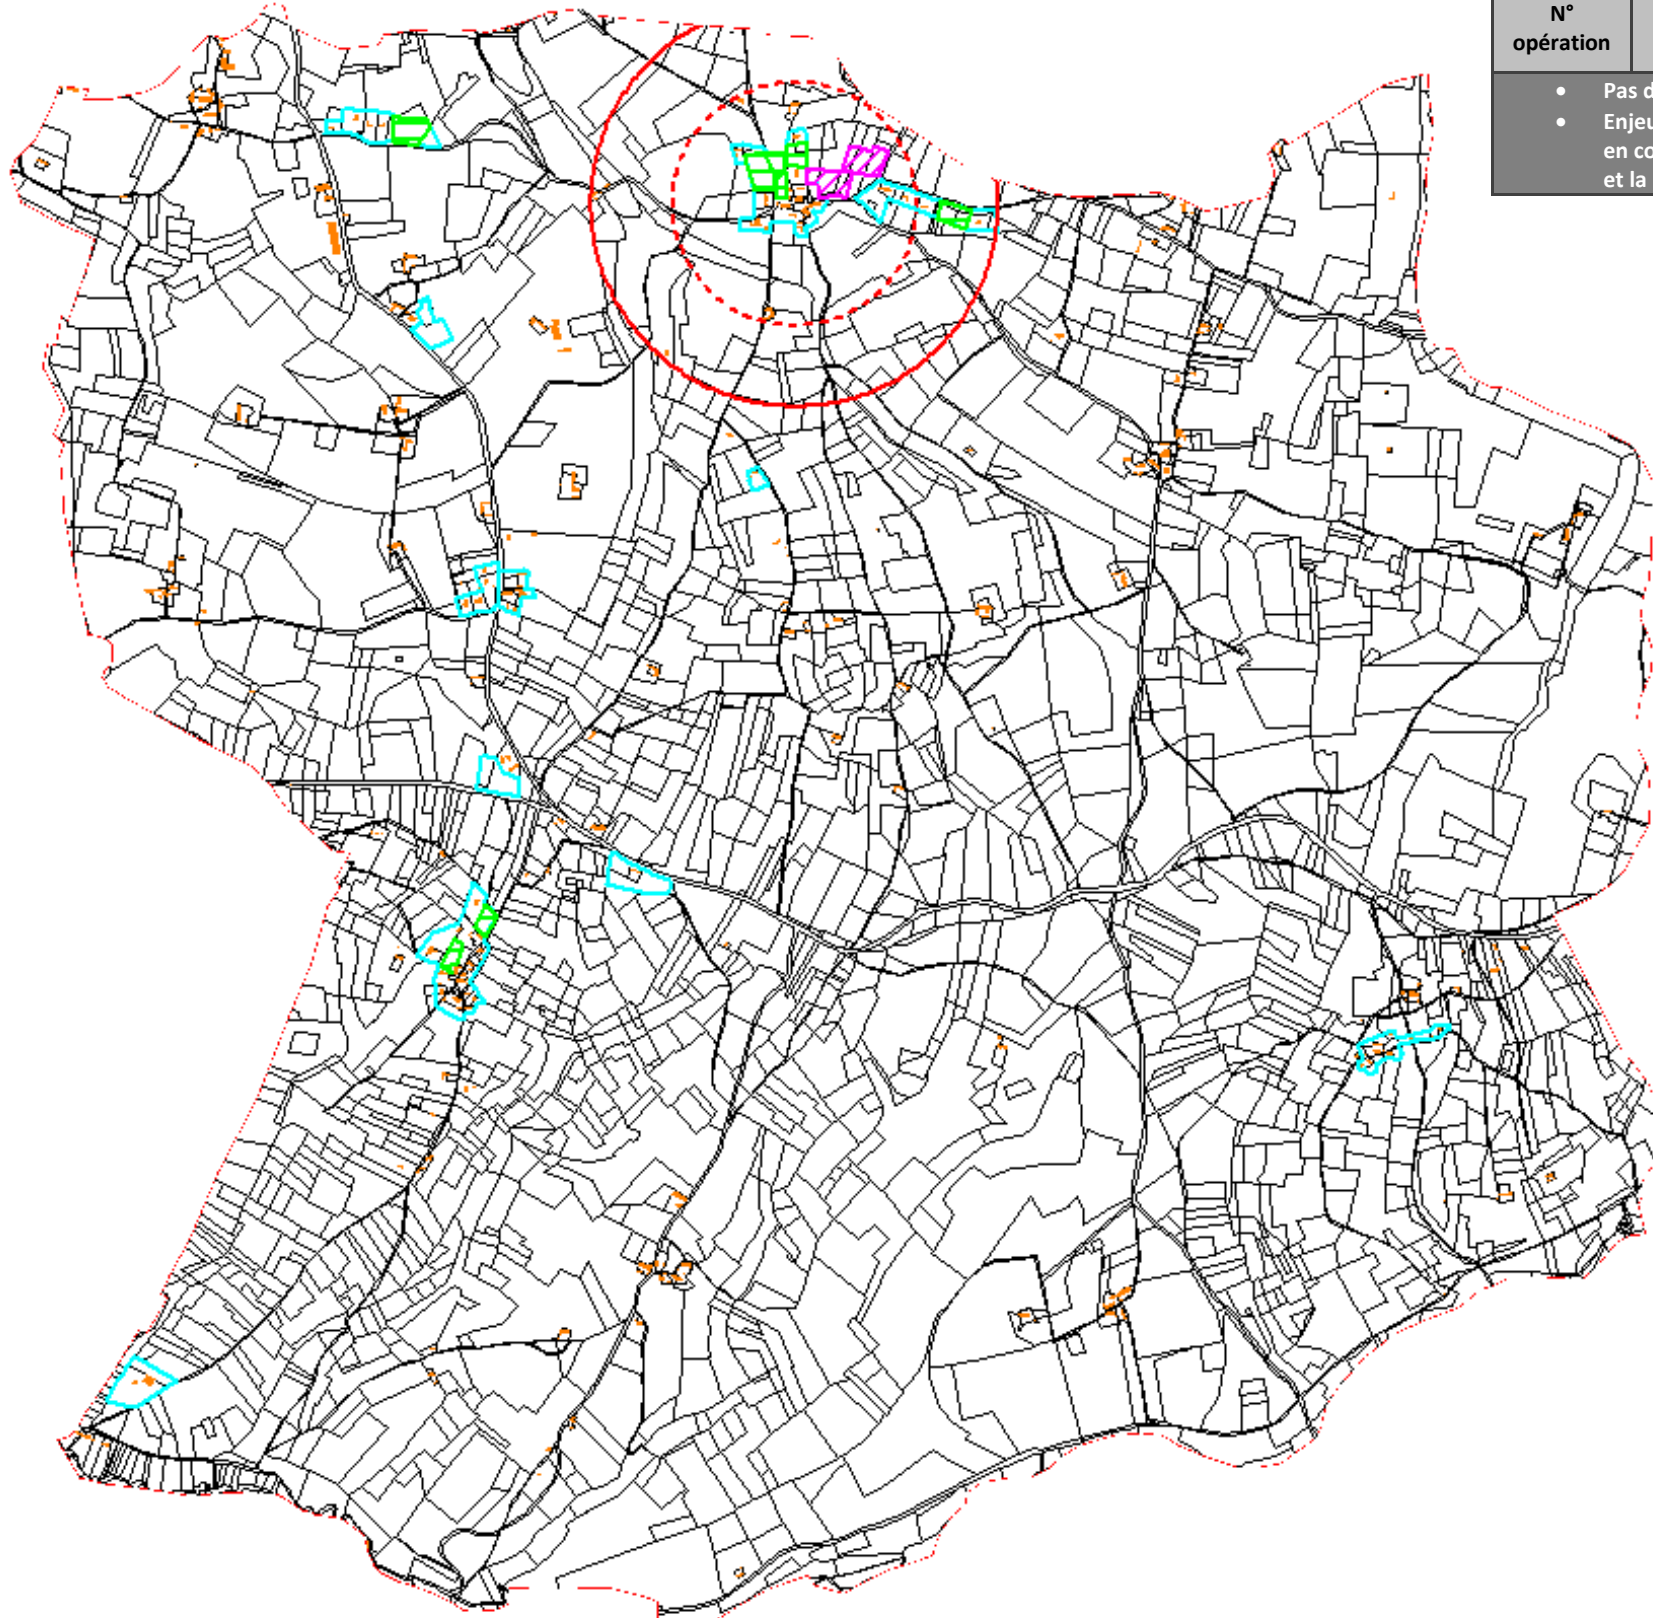 N°
opération
• Pas d
• Enjeu
en co
et la